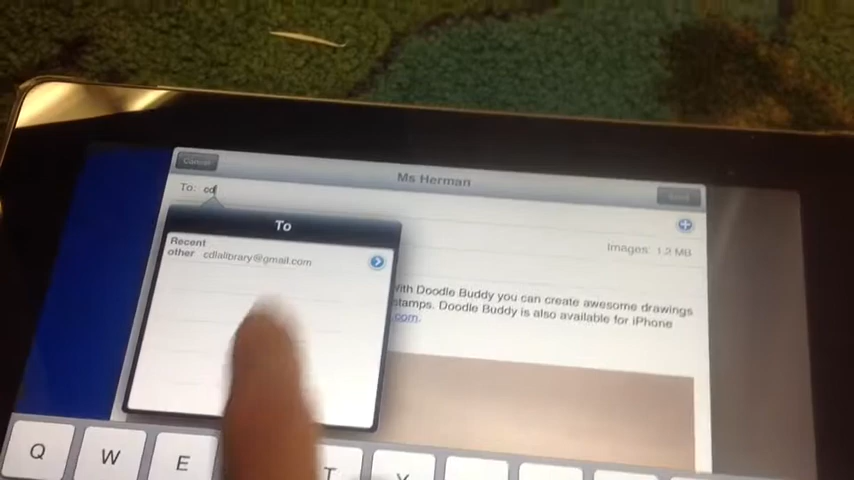 Cancel
Ms Herman
To: cd
To
Images: 1.2 MB
Recent
other cdlalibrary@gmail.com
with Doodle Buddy you can create awesome drawings
stamps. Doodle Buddy is also available for iPhone
.com.
Q W E T Y